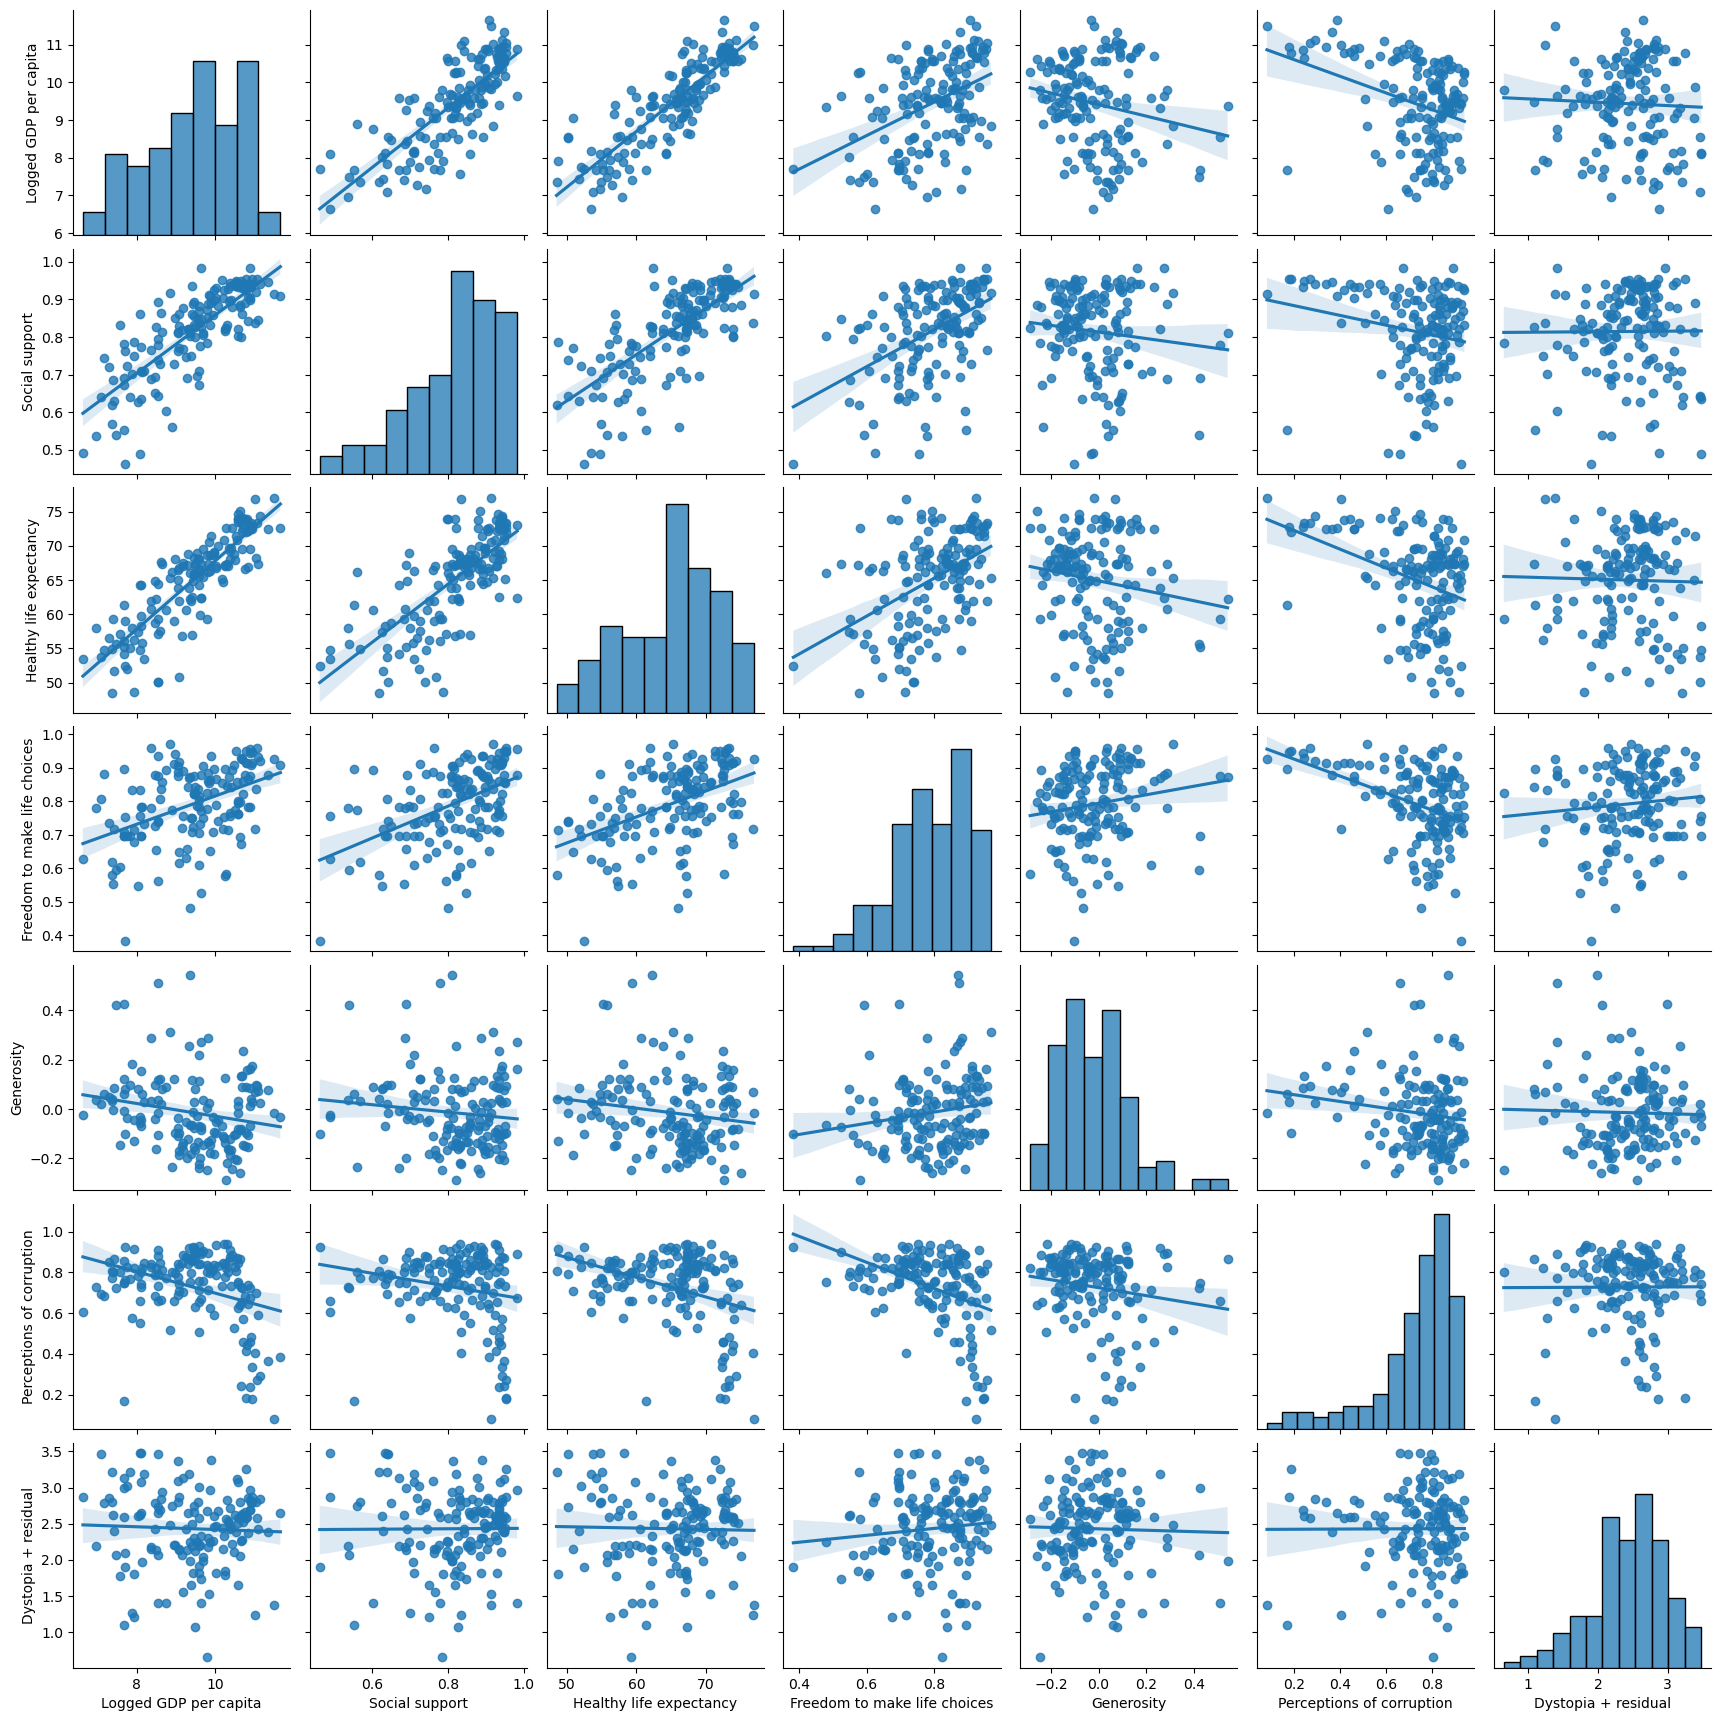 Logged GDP per capita
11
10
9
8
7
6
Social support
1.0
0.9
0.8
0.7
0.6
0.5
Healthy life expectancy
75
70
65
60
55
50
Freedom to make life choices
1.0
0.9
0.8
0.7
0.6
0.5
0.4
Generosity
0.4
0.2
0.0
−0.2
Perceptions of corruption
1.0
0.8
0.6
0.4
0.2
Dystopia + residual
3.5
3.0
2.5
2.0
1.5
1.0
8 10
0.6 0.8 1.0
50 60 70
0.4 0.6 0.8
−0.2 0.0 0.2 0.4
0.2 0.4 0.6 0.8
1 2 3
Logged GDP per capita
Social support
Healthy life expectancy
Freedom to make life choices
Generosity
Perceptions of corruption
Dystopia + residual